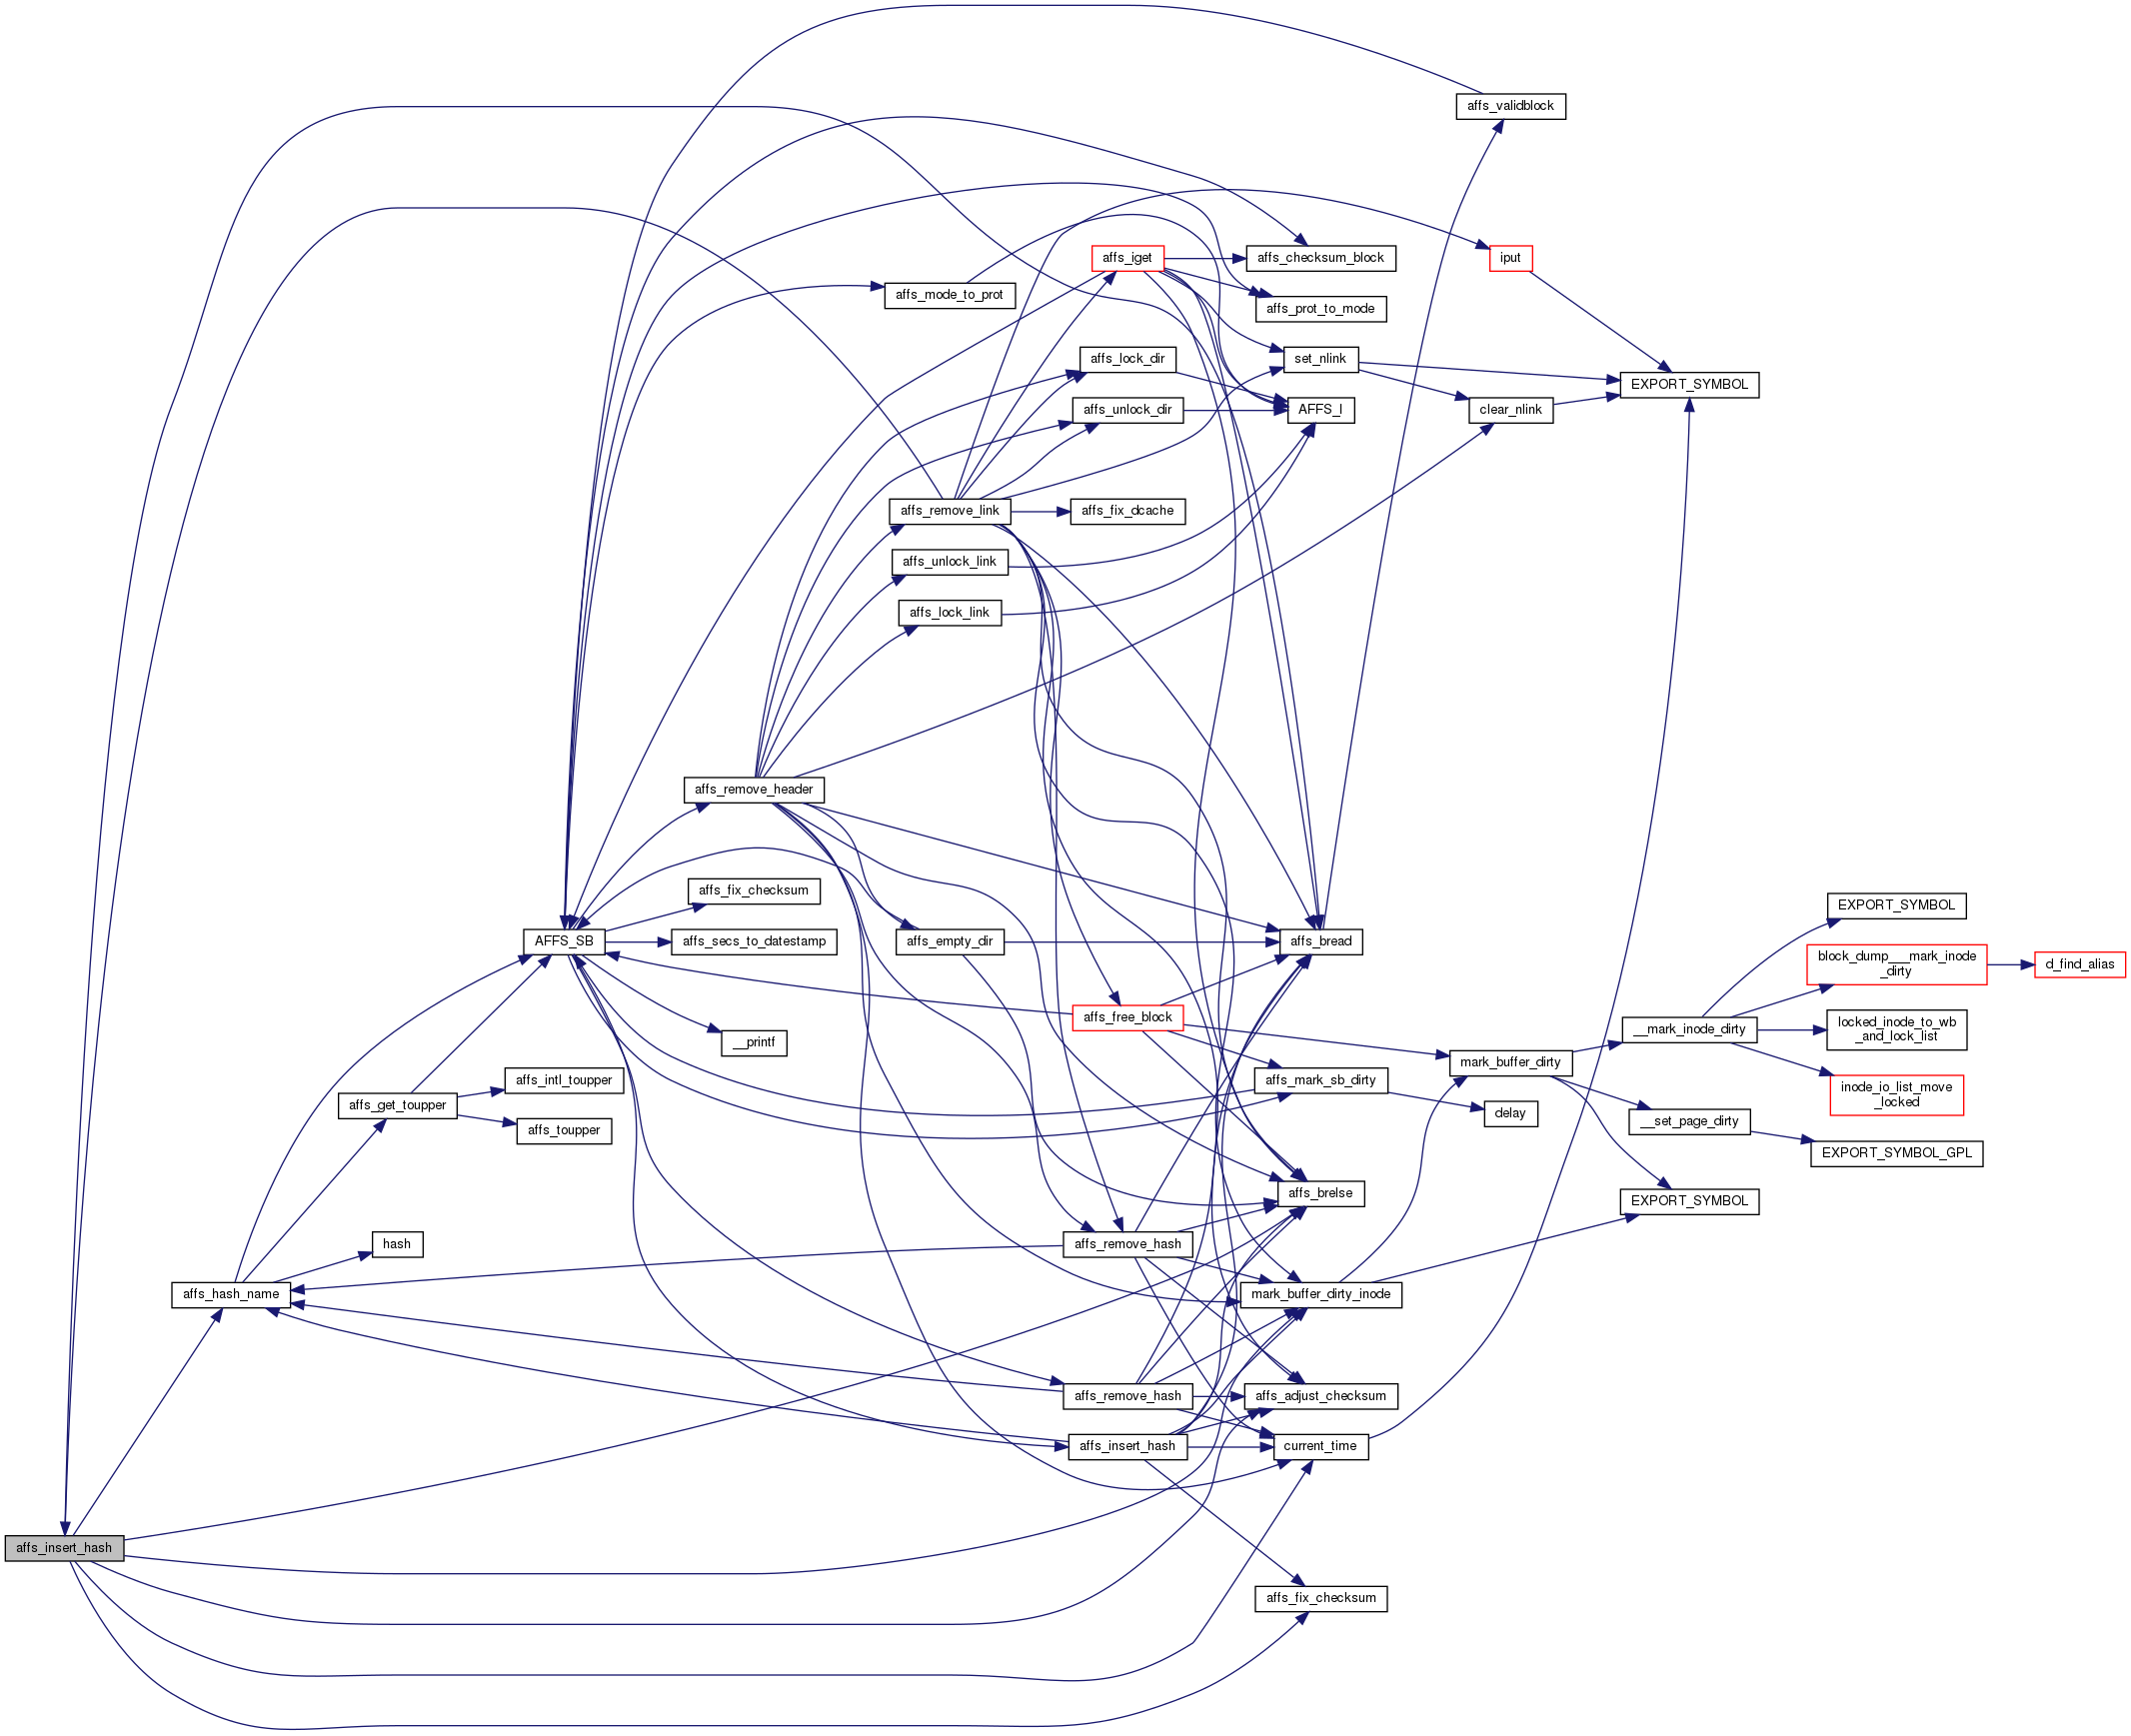 affs_validblock
affs_checksum_block
affs_iget
iput
affs_mode_to_prot
affs_prot_to_mode
affs_lock_dir
set_nlink
EXPORT_SYMBOL
affs_unlock_dir
AFFS_I
clear_nlink
affs_remove_link
affs_fix_dcache
affs_unlock_link
affs_lock_link
affs_remove_header
affs_fix_checksum
EXPORT_SYMBOL
AFFS_SB
affs_secs_to_datestamp
affs_empty_dir
affs_bread
block_dump___mark_inode
_dirty
d_find_alias
affs_free_block
__mark_inode_dirty
locked_inode_to_wb
_and_lock_list
__printf
mark_buffer_dirty
affs_intl_toupper
affs_mark_sb_dirty
inode_io_list_move
_locked
affs_get_toupper
delay
affs_toupper
__set_page_dirty
EXPORT_SYMBOL_GPL
affs_brelse
EXPORT_SYMBOL
hash
affs_remove_hash
affs_hash_name
mark_buffer_dirty_inode
affs_remove_hash
affs_adjust_checksum
affs_insert_hash
current_time
affs_insert_hash
affs_fix_checksum